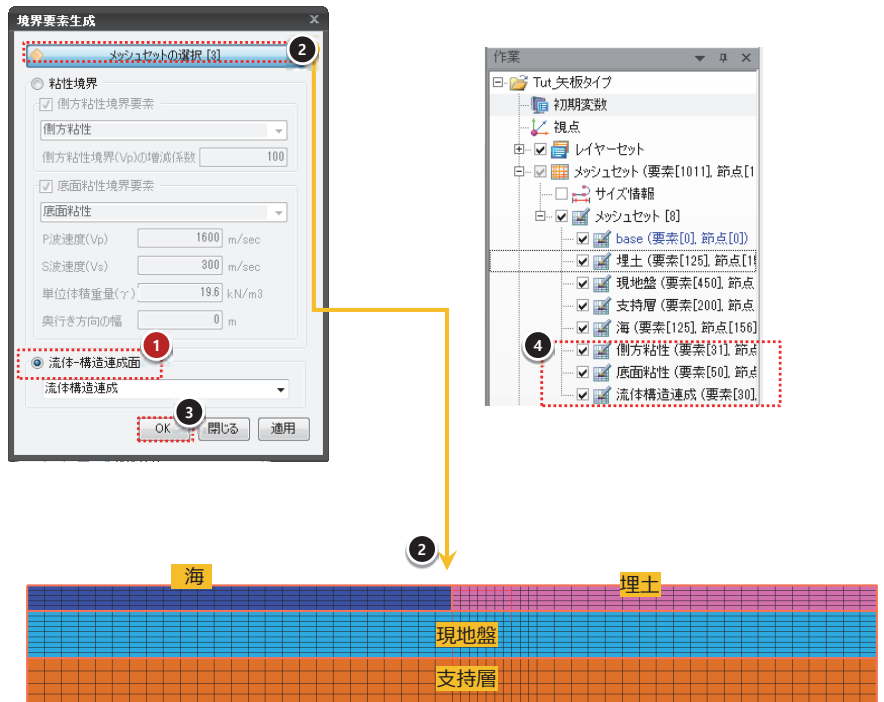 境界要素生成
メッシュセットの選択 [3]
2
粘性境界
側方粘性境界要素
側方粘性
側方粘性境界(Vp)の増減係数 100
底面粘性境界要素
底面粘性
P波速度(Vp) 1600 m/sec
S波速度(Vs) 300 m/sec
単位体積重量(γ) 19.6 kN/m3
奥行き方向の幅 0 m
1
流体-構造連成面
流体構造連成
3
OK 閉じる 適用
作業
Tut_矢板タイプ
初期変数
視点
レイヤーセット
メッシュセット (要素[1011], 節点[1
サイズ情報
メッシュセット [8]
base (要素[0], 節点[0])
埋土 (要素[125], 節点[1
現地盤 (要素[450], 節点
支持層 (要素[200], 節点
海 (要素[125], 節点[156]
4
側方粘性 (要素[31], 節点
底面粘性 (要素[50], 節点
流体構造連成 (要素[30],
2
海
埋土
現地盤
支持層